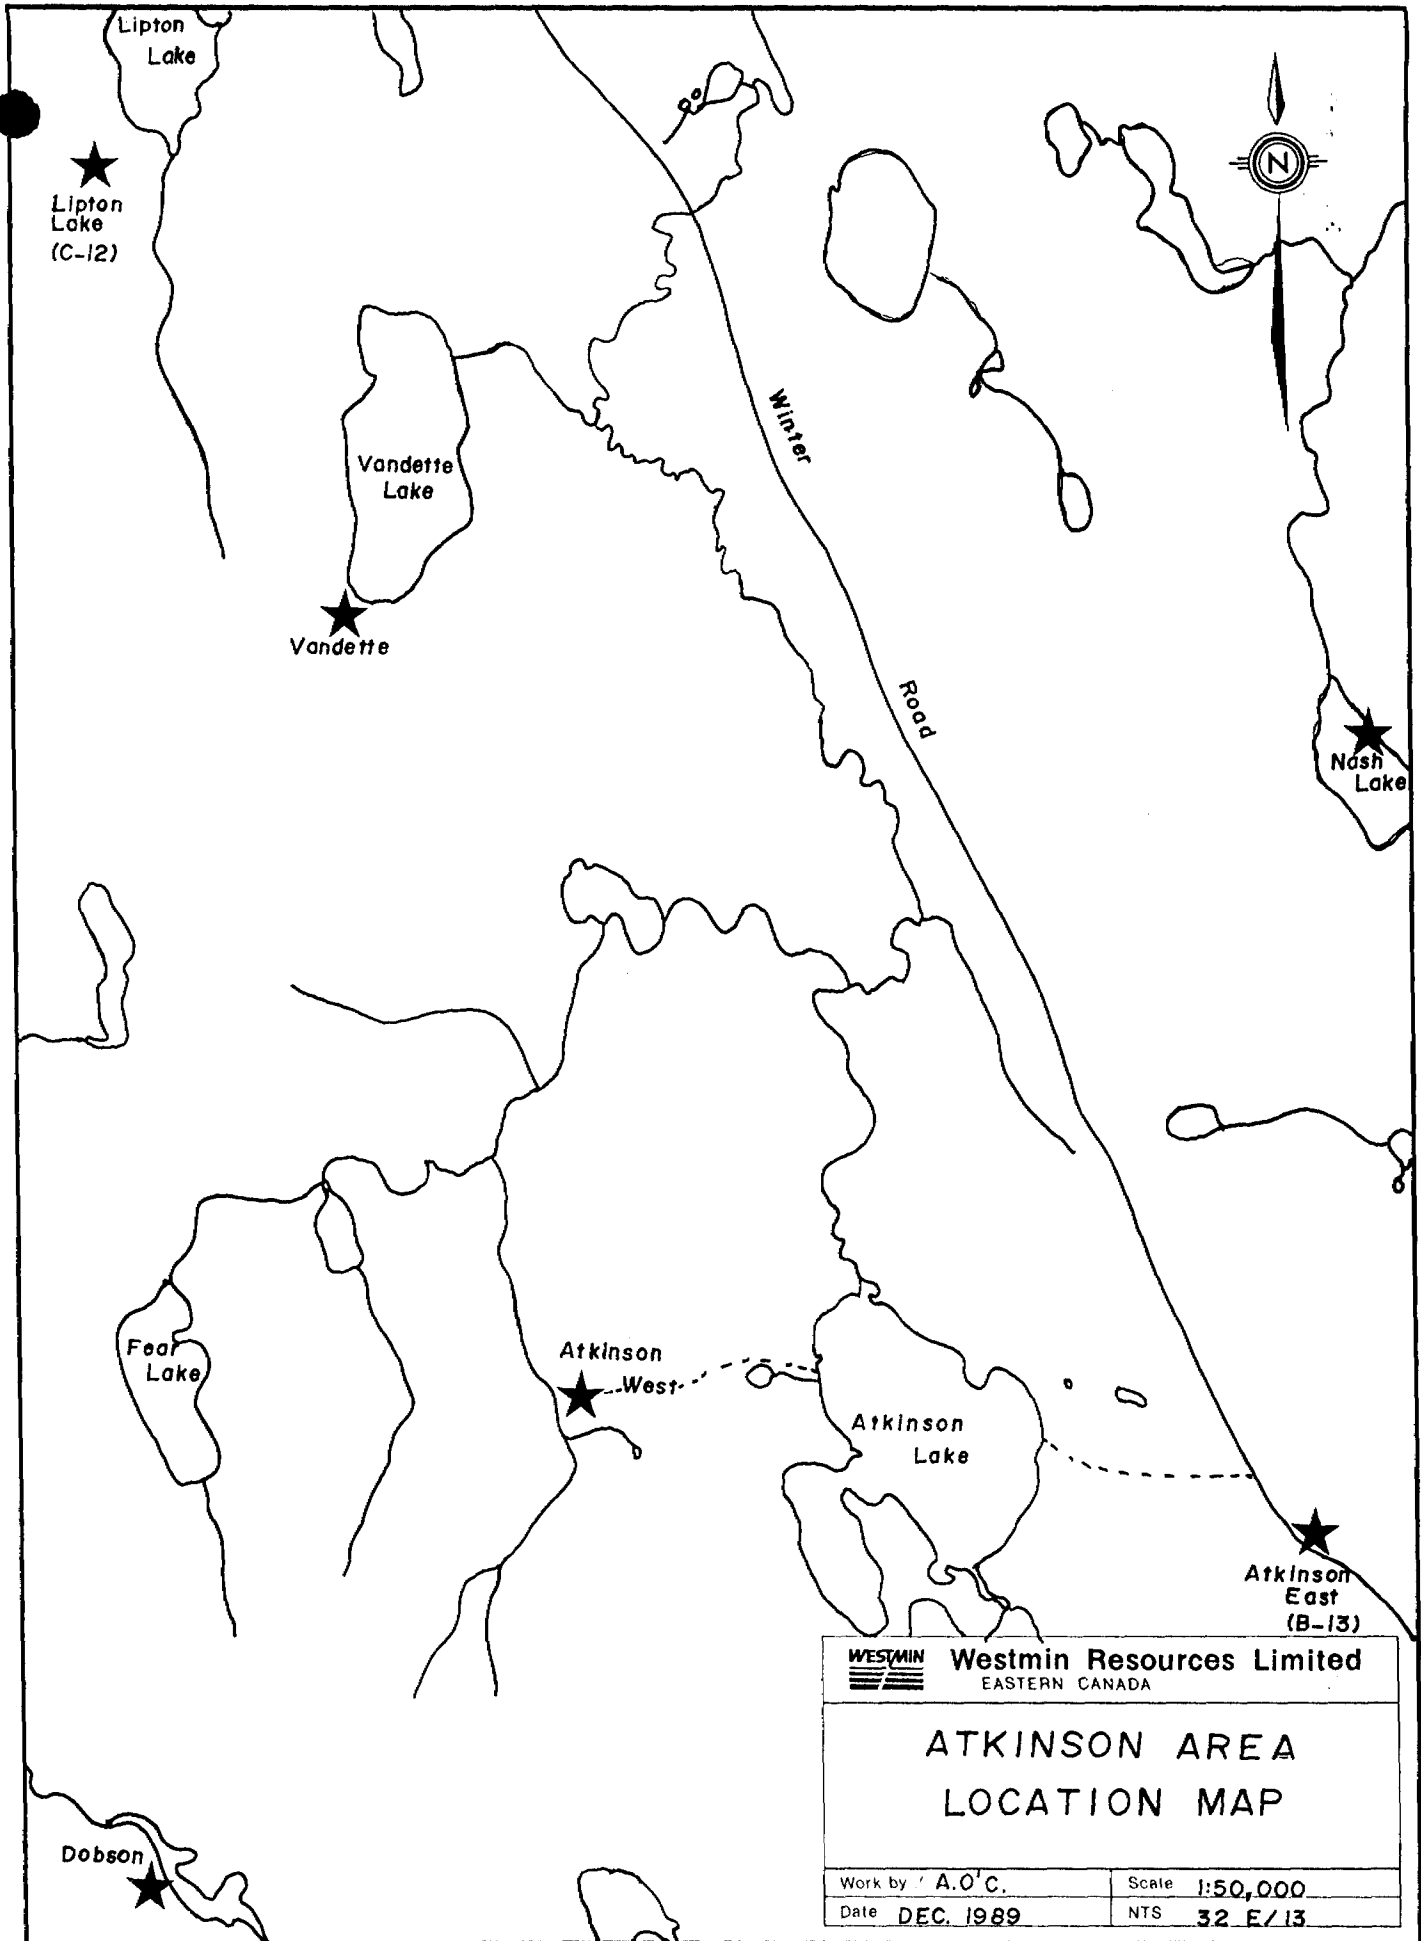 Lipton
Lake
N
Lipton
Lake
(C-12)
Winter
Vandette
Lake
Vandette
Road
Nash
Lake
Atkinson
West
Fear
Lake
Atkinson
Lake
Atkinson
East
(B-13)
WESTMIN
Westmin Resources Limited
EASTERN CANADA
ATKINSON AREA
LOCATION MAP
Dobson
Work by A.O'C.
Scale 1:50,000
Date DEC. 1989
NTS 32 E/13